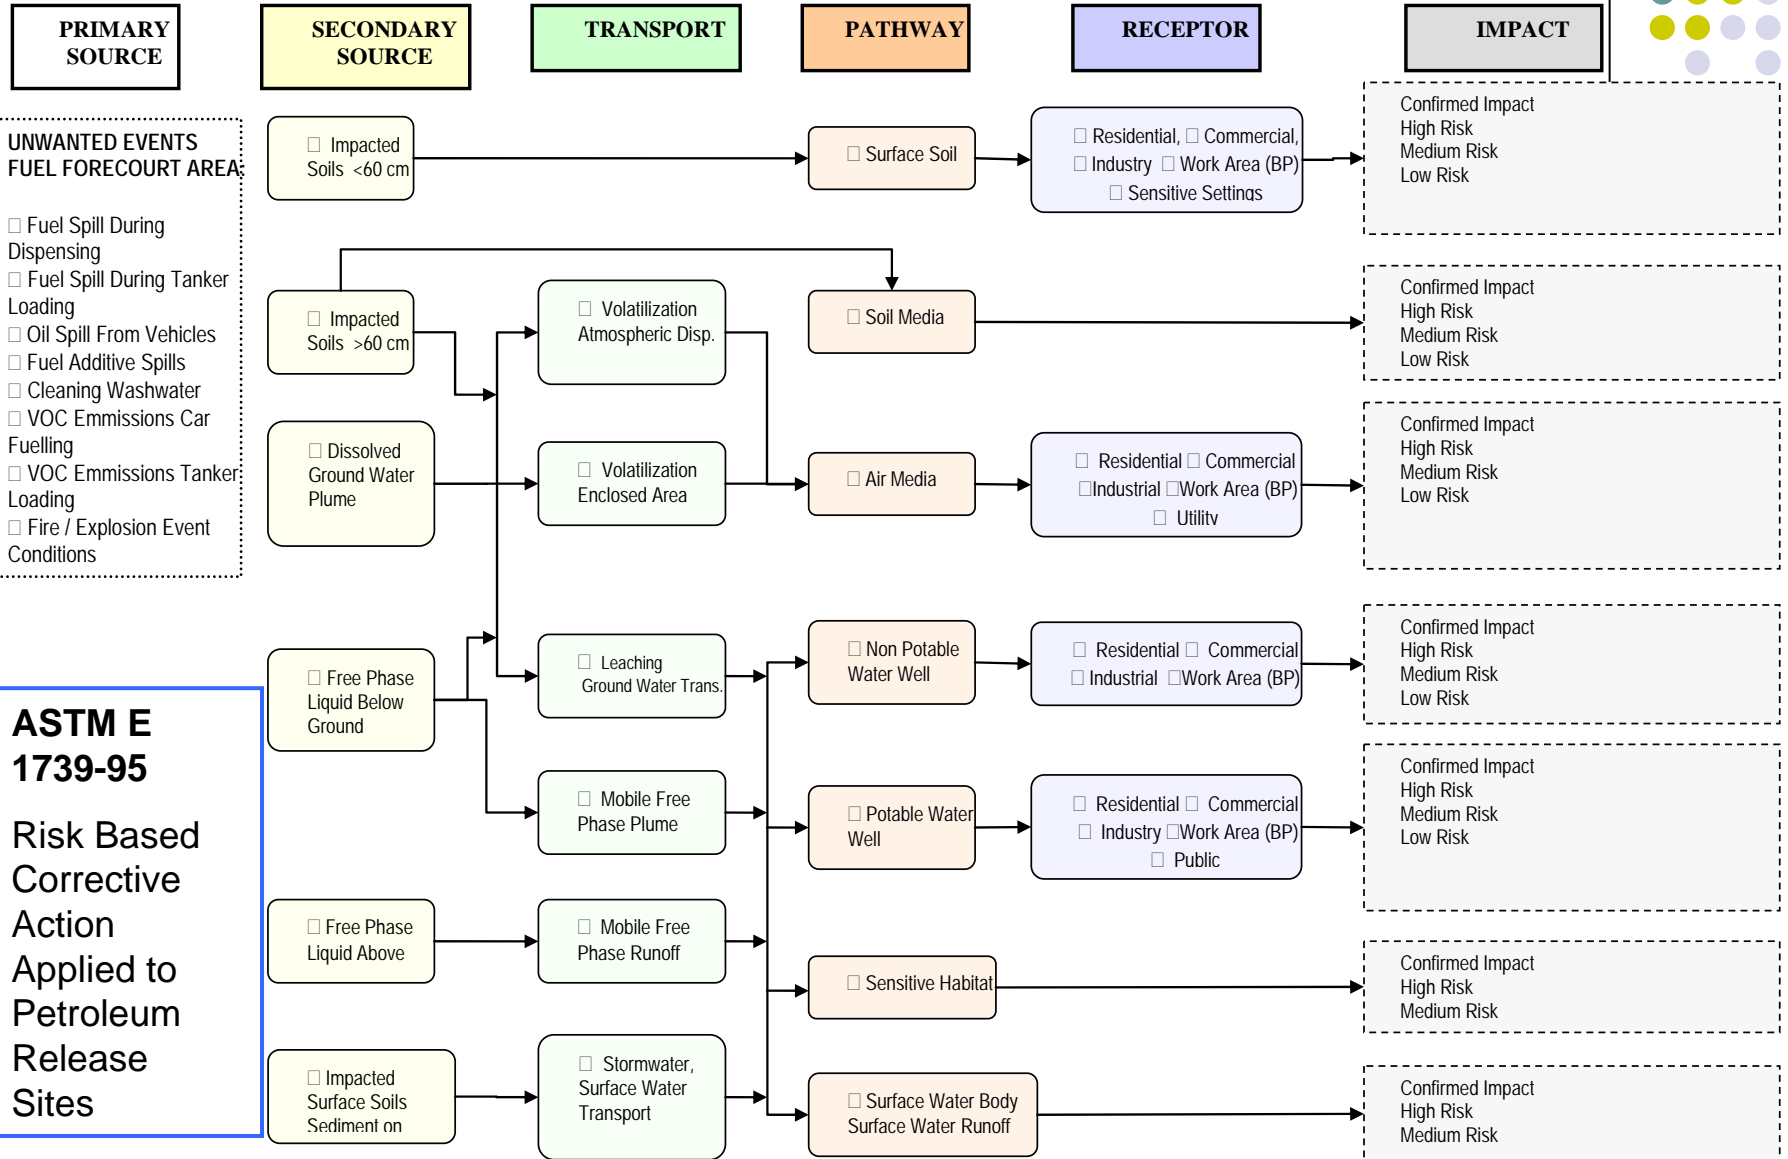 PRIMARY
SOURCE
SECONDARY
SOURCE
TRANSPORT
PATHWAY
RECEPTOR
IMPACT
UNWANTED EVENTS
FUEL FORECOURT AREA:
□ Fuel Spill During
Dispensing
□ Fuel Spill During Tanker
Loading
□ Oil Spill From Vehicles
□ Fuel Additive Spills
□ Cleaning Washwater
□ VOC Emmissions Car
Fuelling
□ VOC Emmissions Tanker
Loading
□ Fire / Explosion Event
Conditions
ASTM E
1739-95
Risk Based
Corrective
Action
Applied to
Petroleum
Release
Sites
□ Impacted
Soils <60 cm
□ Impacted
Soils >60 cm
□ Dissolved
Ground Water
Plume
□ Free Phase
Liquid Below
Ground
□ Free Phase
Liquid Above
□ Impacted
Surface Soils
Sediment on
□ Volatilization
Atmospheric Disp.
□ Volatilization
Enclosed Area
□ Leaching
Ground Water Trans.
□ Mobile Free
Phase Plume
□ Mobile Free
Phase Runoff
□ Stormwater,
Surface Water
Transport
□ Surface Soil
□ Soil Media
□ Air Media
□ Non Potable
Water Well
□ Potable Water
Well
□ Sensitive Habitat
□ Surface Water Body
Surface Water Runoff
□ Residential, □ Commercial,
□ Industry □ Work Area (BP)
□ Sensitive Settings
□ Residential □ Commercial
□Industrial □Work Area (BP)
□ Utility
□ Residential □ Commercial
□ Industrial □Work Area (BP)
□ Residential □ Commercial
□ Industry □Work Area (BP)
□ Public
Confirmed Impact
High Risk
Medium Risk
Low Risk
Confirmed Impact
High Risk
Medium Risk
Low Risk
Confirmed Impact
High Risk
Medium Risk
Low Risk
Confirmed Impact
High Risk
Medium Risk
Low Risk
Confirmed Impact
High Risk
Medium Risk
Low Risk
Confirmed Impact
High Risk
Medium Risk
Confirmed Impact
High Risk
Medium Risk